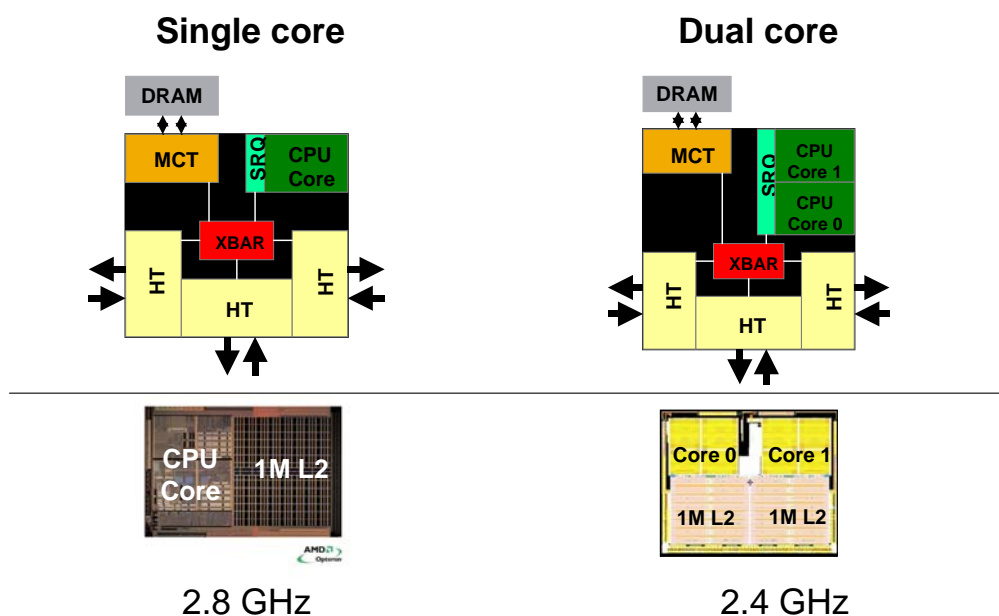 Single core
Dual core
DRAM
MCT
SRQ
CPU
Core
XBAR
HT
HT
HT
DRAM
MCT
SRQ
CPU
Core 1
CPU
Core 0
XBAR
HT
HT
HT
CPU
Core
1M L2
AMD
Opteron
2.8 GHz
Core 0
Core 1
1M L2
1M L2
2.4 GHz